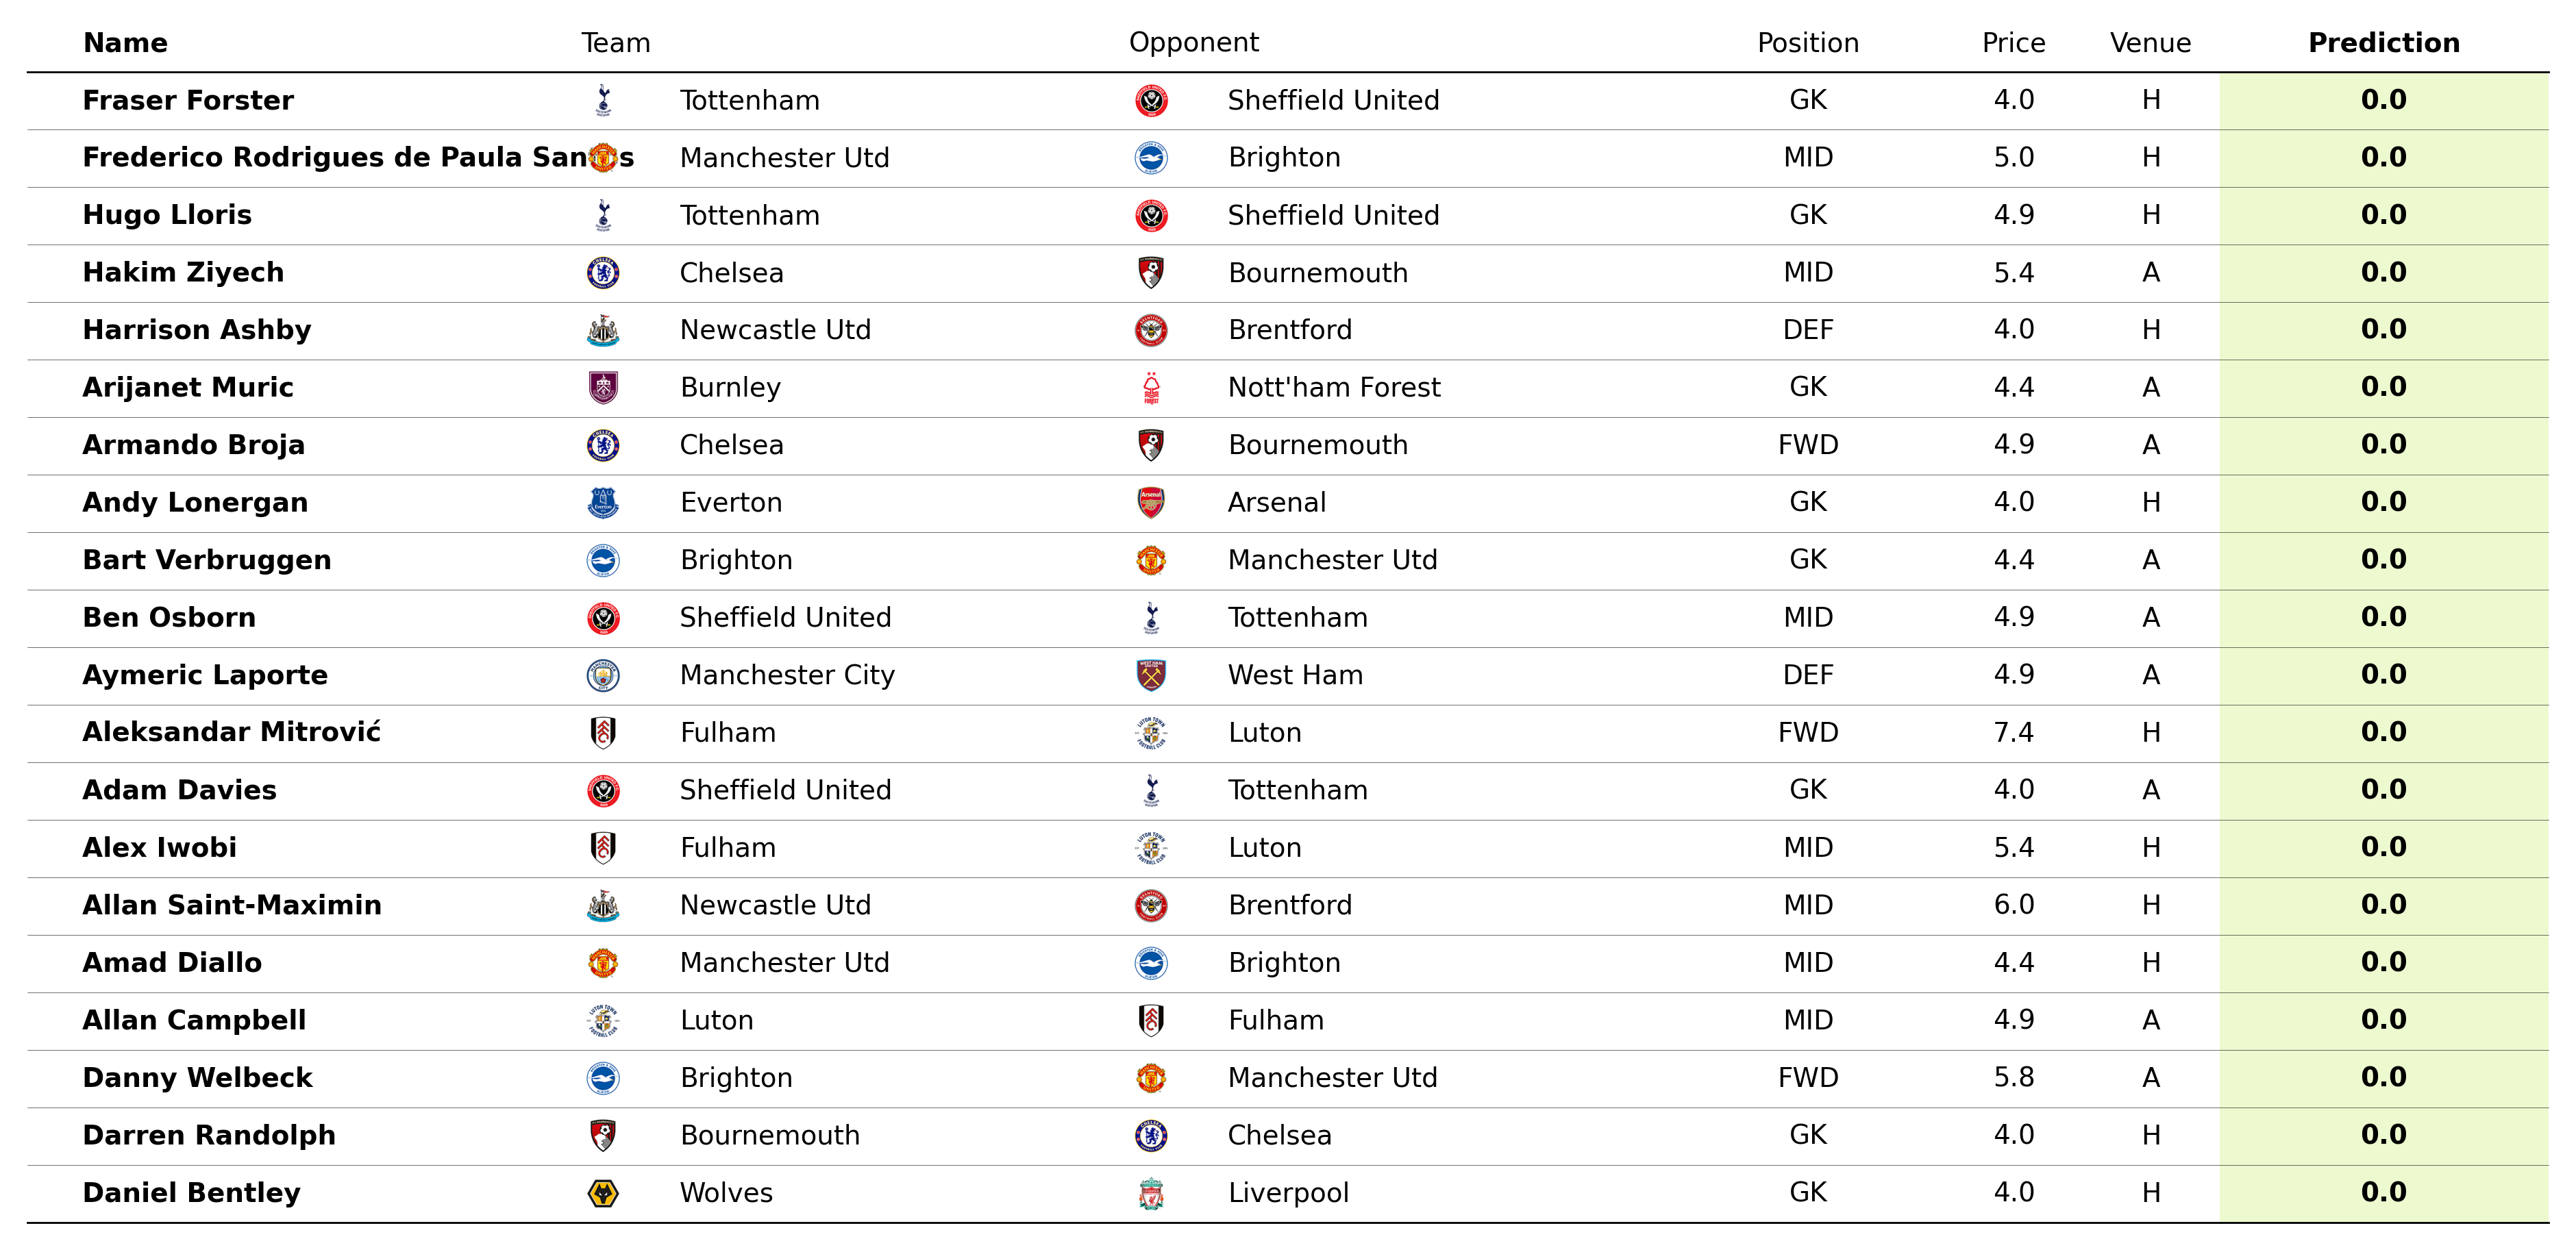 Name Team Opponent Position Price Venue Prediction
Fraser Forster Tottenham Sheffield United GK 4.0 H 0.0
Frederico Rodrigues de Paula Manchester Utd Brighton MID 5.0 H 0.0
Hugo Lloris Tottenham Sheffield United GK 4.9 H 0.0
Hakim Ziyech Chelsea Bournemouth MID 5.4 A 0.0
Harrison Ashby Newcastle Utd Brentford DEF 4.0 H 0.0
Arijanet Muric Burnley Nott'ham Forest GK 4.4 A 0.0
Armando Broja Chelsea Bournemouth FWD 4.9 A 0.0
Andy Lonergan Everton Arsenal GK 4.0 H 0.0
Bart Verbruggen Brighton Manchester Utd GK 4.4 A 0.0
Ben Osborn Sheffield United Tottenham MID 4.9 A 0.0
Aymeric Laporte Manchester City West Ham DEF 4.9 A 0.0
Aleksandar Mitrović Fulham Luton FWD 7.4 H 0.0
Adam Davies Sheffield United Tottenham GK 4.0 A 0.0
Alex Iwobi Fulham Luton MID 5.4 H 0.0
Allan Saint-Maximin Newcastle Utd Brentford MID 6.0 H 0.0
Amad Diallo Manchester Utd Brighton MID 4.4 H 0.0
Allan Campbell Luton Fulham MID 4.9 A 0.0
Danny Welbeck Brighton Manchester Utd FWD 5.8 A 0.0
Darren Randolph Bournemouth Chelsea GK 4.0 H 0.0
Daniel Bentley Wolves Liverpool GK 4.0 H 0.0